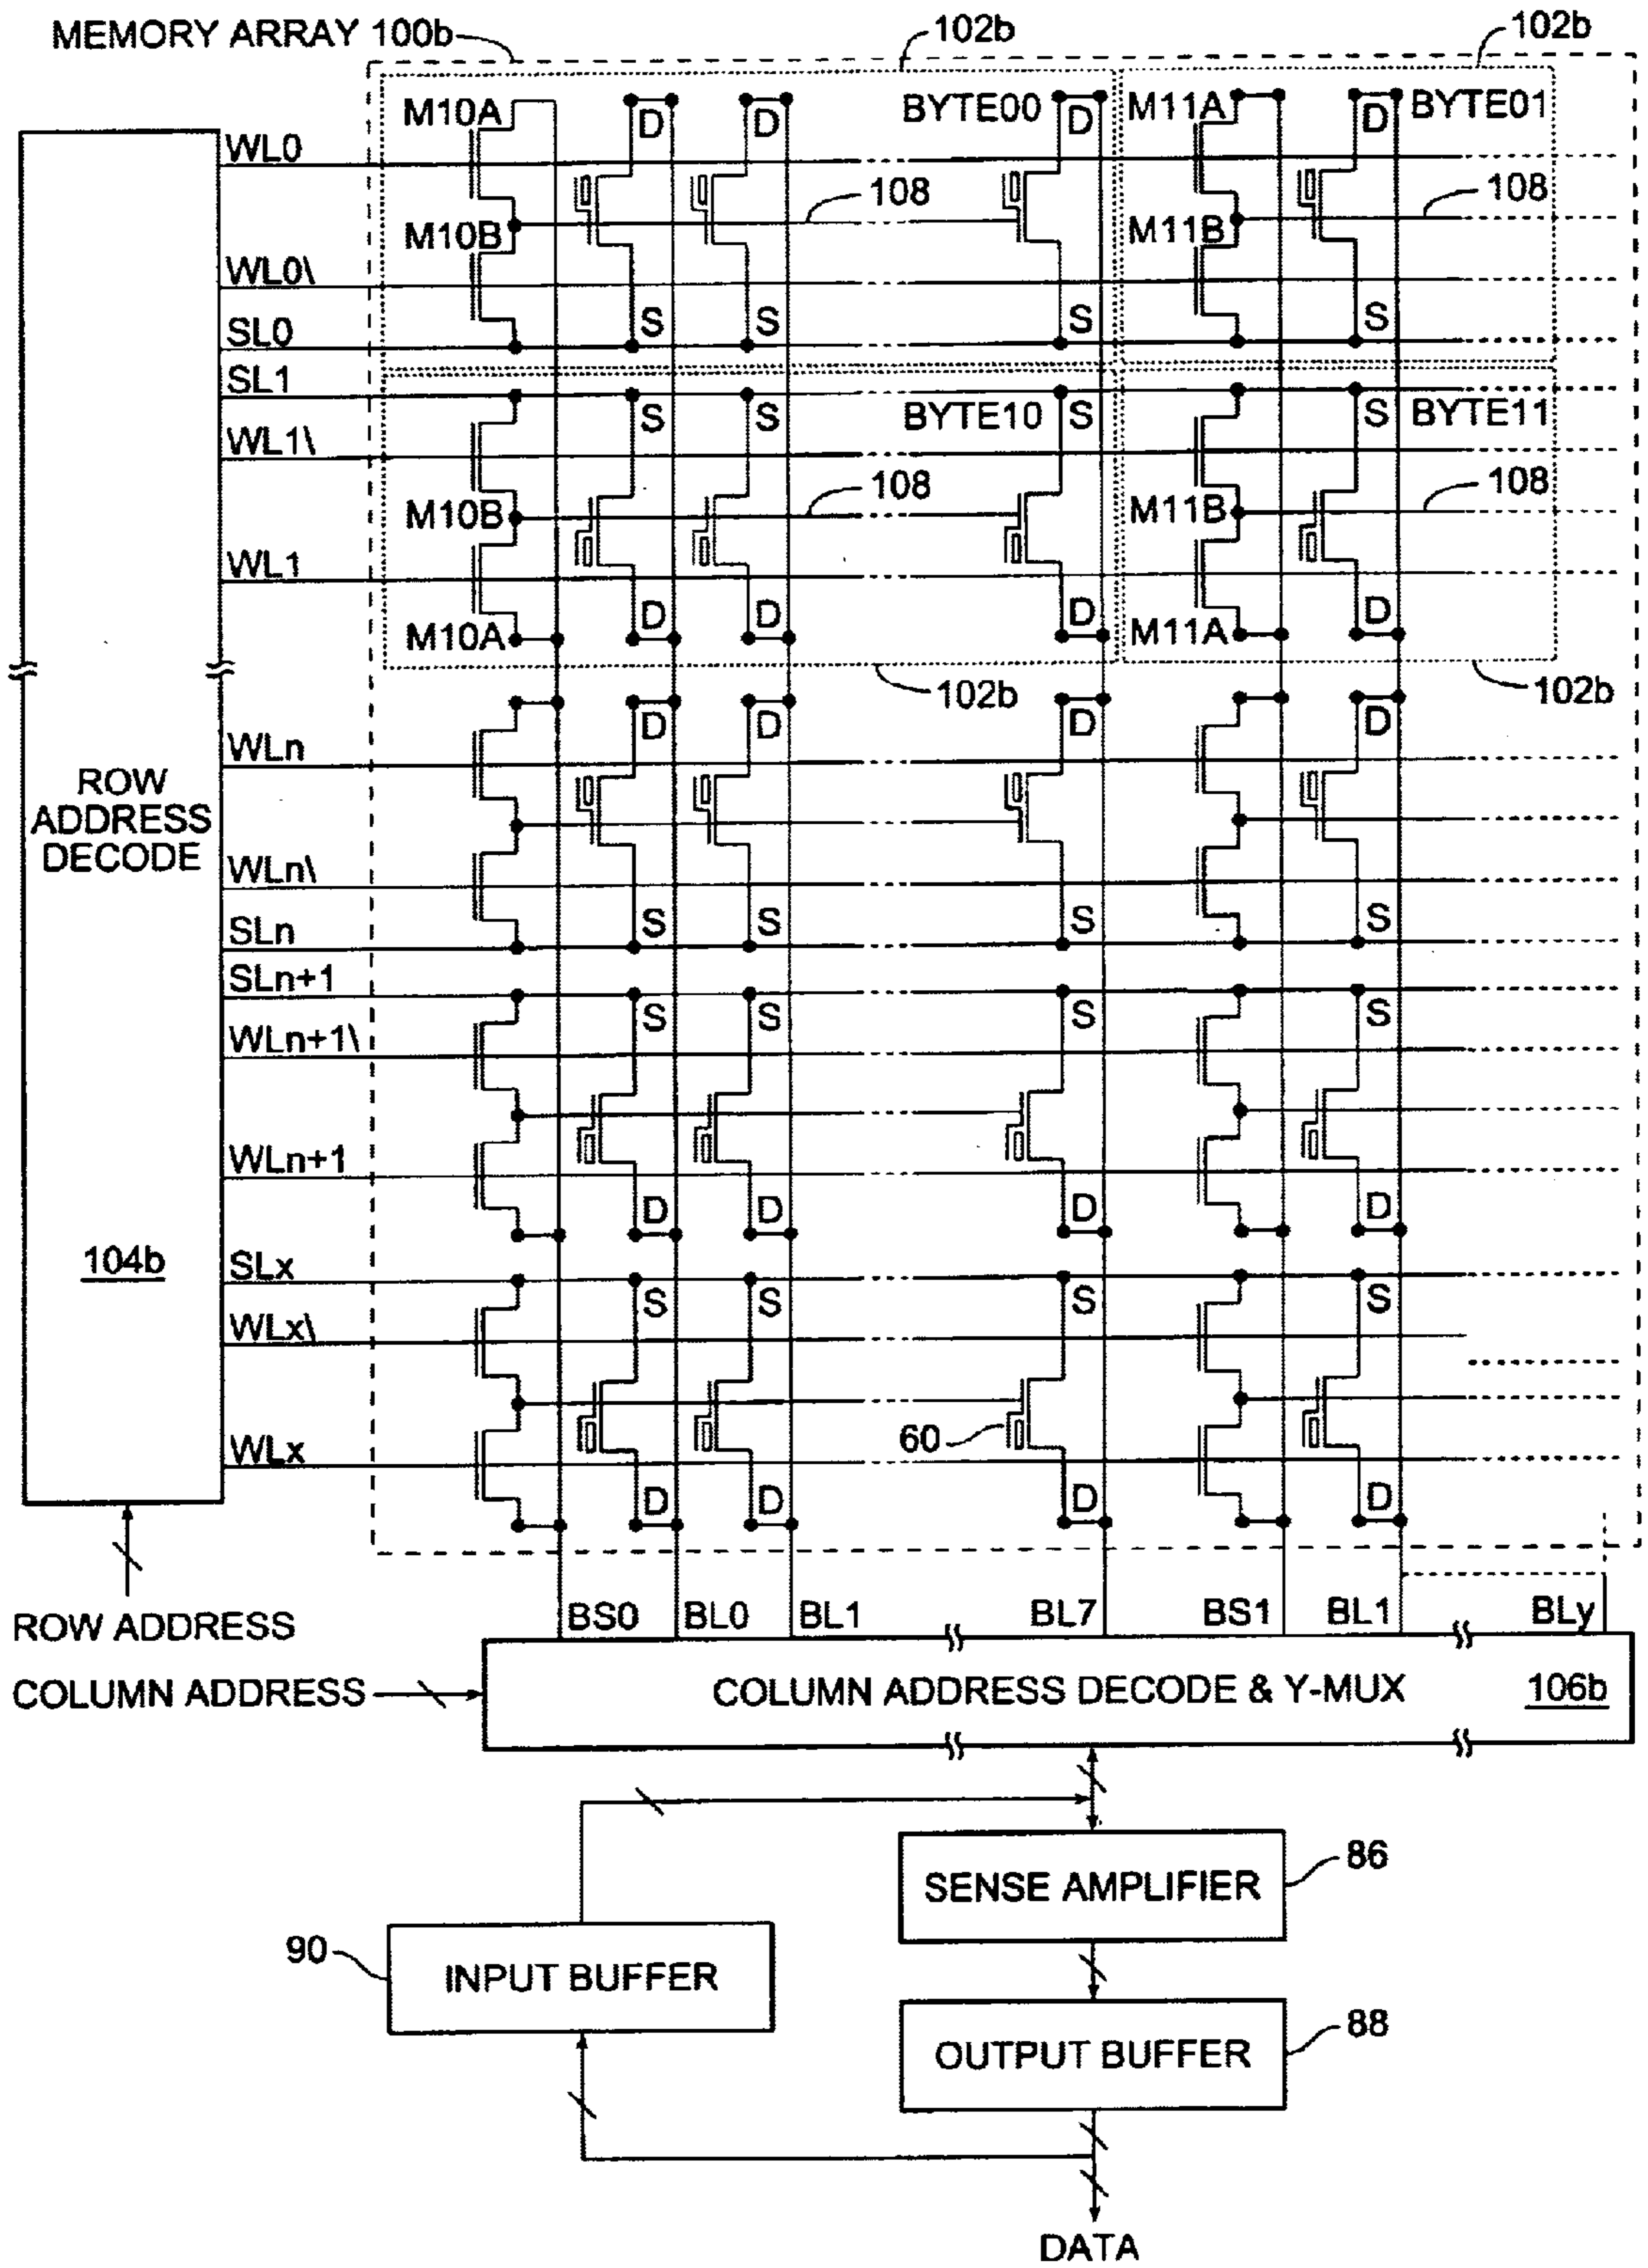 MEMORY ARRAY 100b
102b
102b
M10A
D
D
BYTE00
D
M11A
D
BYTE01
WL0
108
108
M10B
M11B
WL0\
S
S
S
S
SL0
SL1
S
S
BYTE10
S
S
BYTE11
WL1\
108
108
M10B
M11B
WL1
D
D
D
D
M10A
M11A
102b
102b
D
D
D
D
WLn
ROW
ADDRESS
DECODE
WLn\
S
S
S
S
SLn
SLn+1
S
S
S
S
WLn+1\
WLn+1
D
D
D
D
104b
SLx
S
S
S
S
WLx\
60
WLx
D
D
D
D
ROW ADDRESS
BS0
BL0
BL1
BL7
BS1
BL1
BLy
COLUMN ADDRESS
COLUMN ADDRESS DECODE & Y-MUX
106b
SENSE AMPLIFIER
86
90
INPUT BUFFER
OUTPUT BUFFER
88
DATA